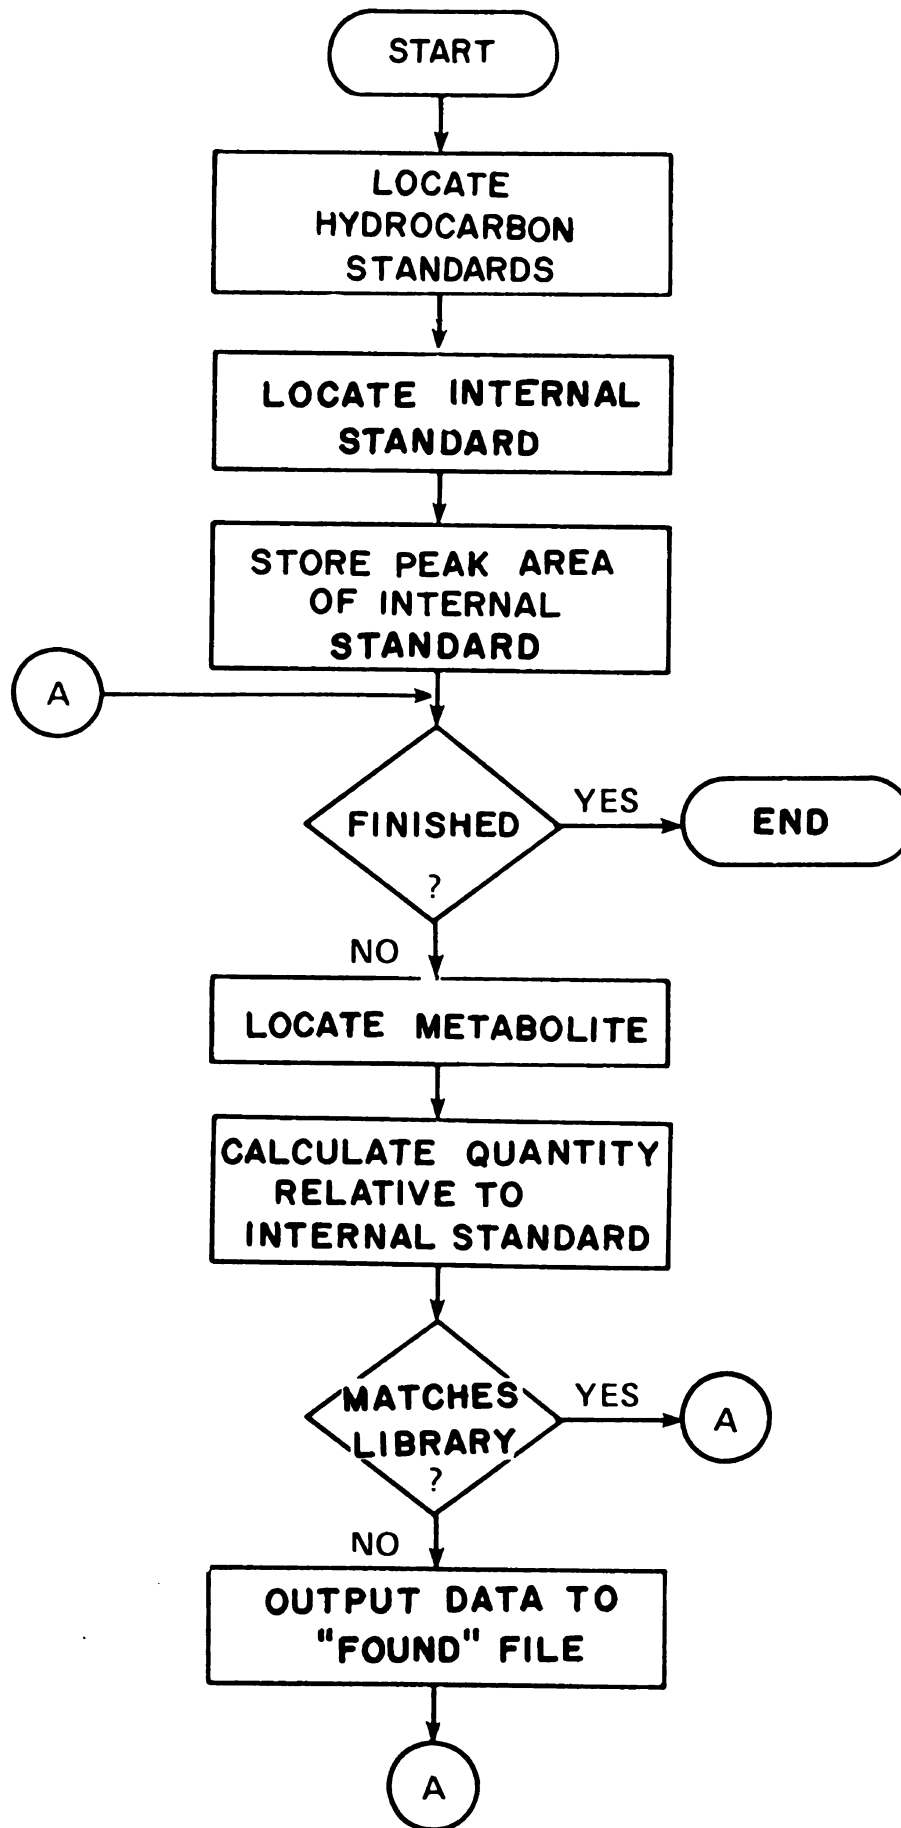 START
LOCATE
HYDROCARBON
STANDARDS
LOCATE INTERNAL
STANDARD
STORE PEAK AREA
OF INTERNAL
STANDARD
A
FINISHED
?
YES
END
NO
LOCATE METABOLITE
CALCULATE QUANTITY
RELATIVE TO
INTERNAL STANDARD
MATCHES
LIBRARY
?
YES
A
NO
OUTPUT DATA TO
"FOUND" FILE
A